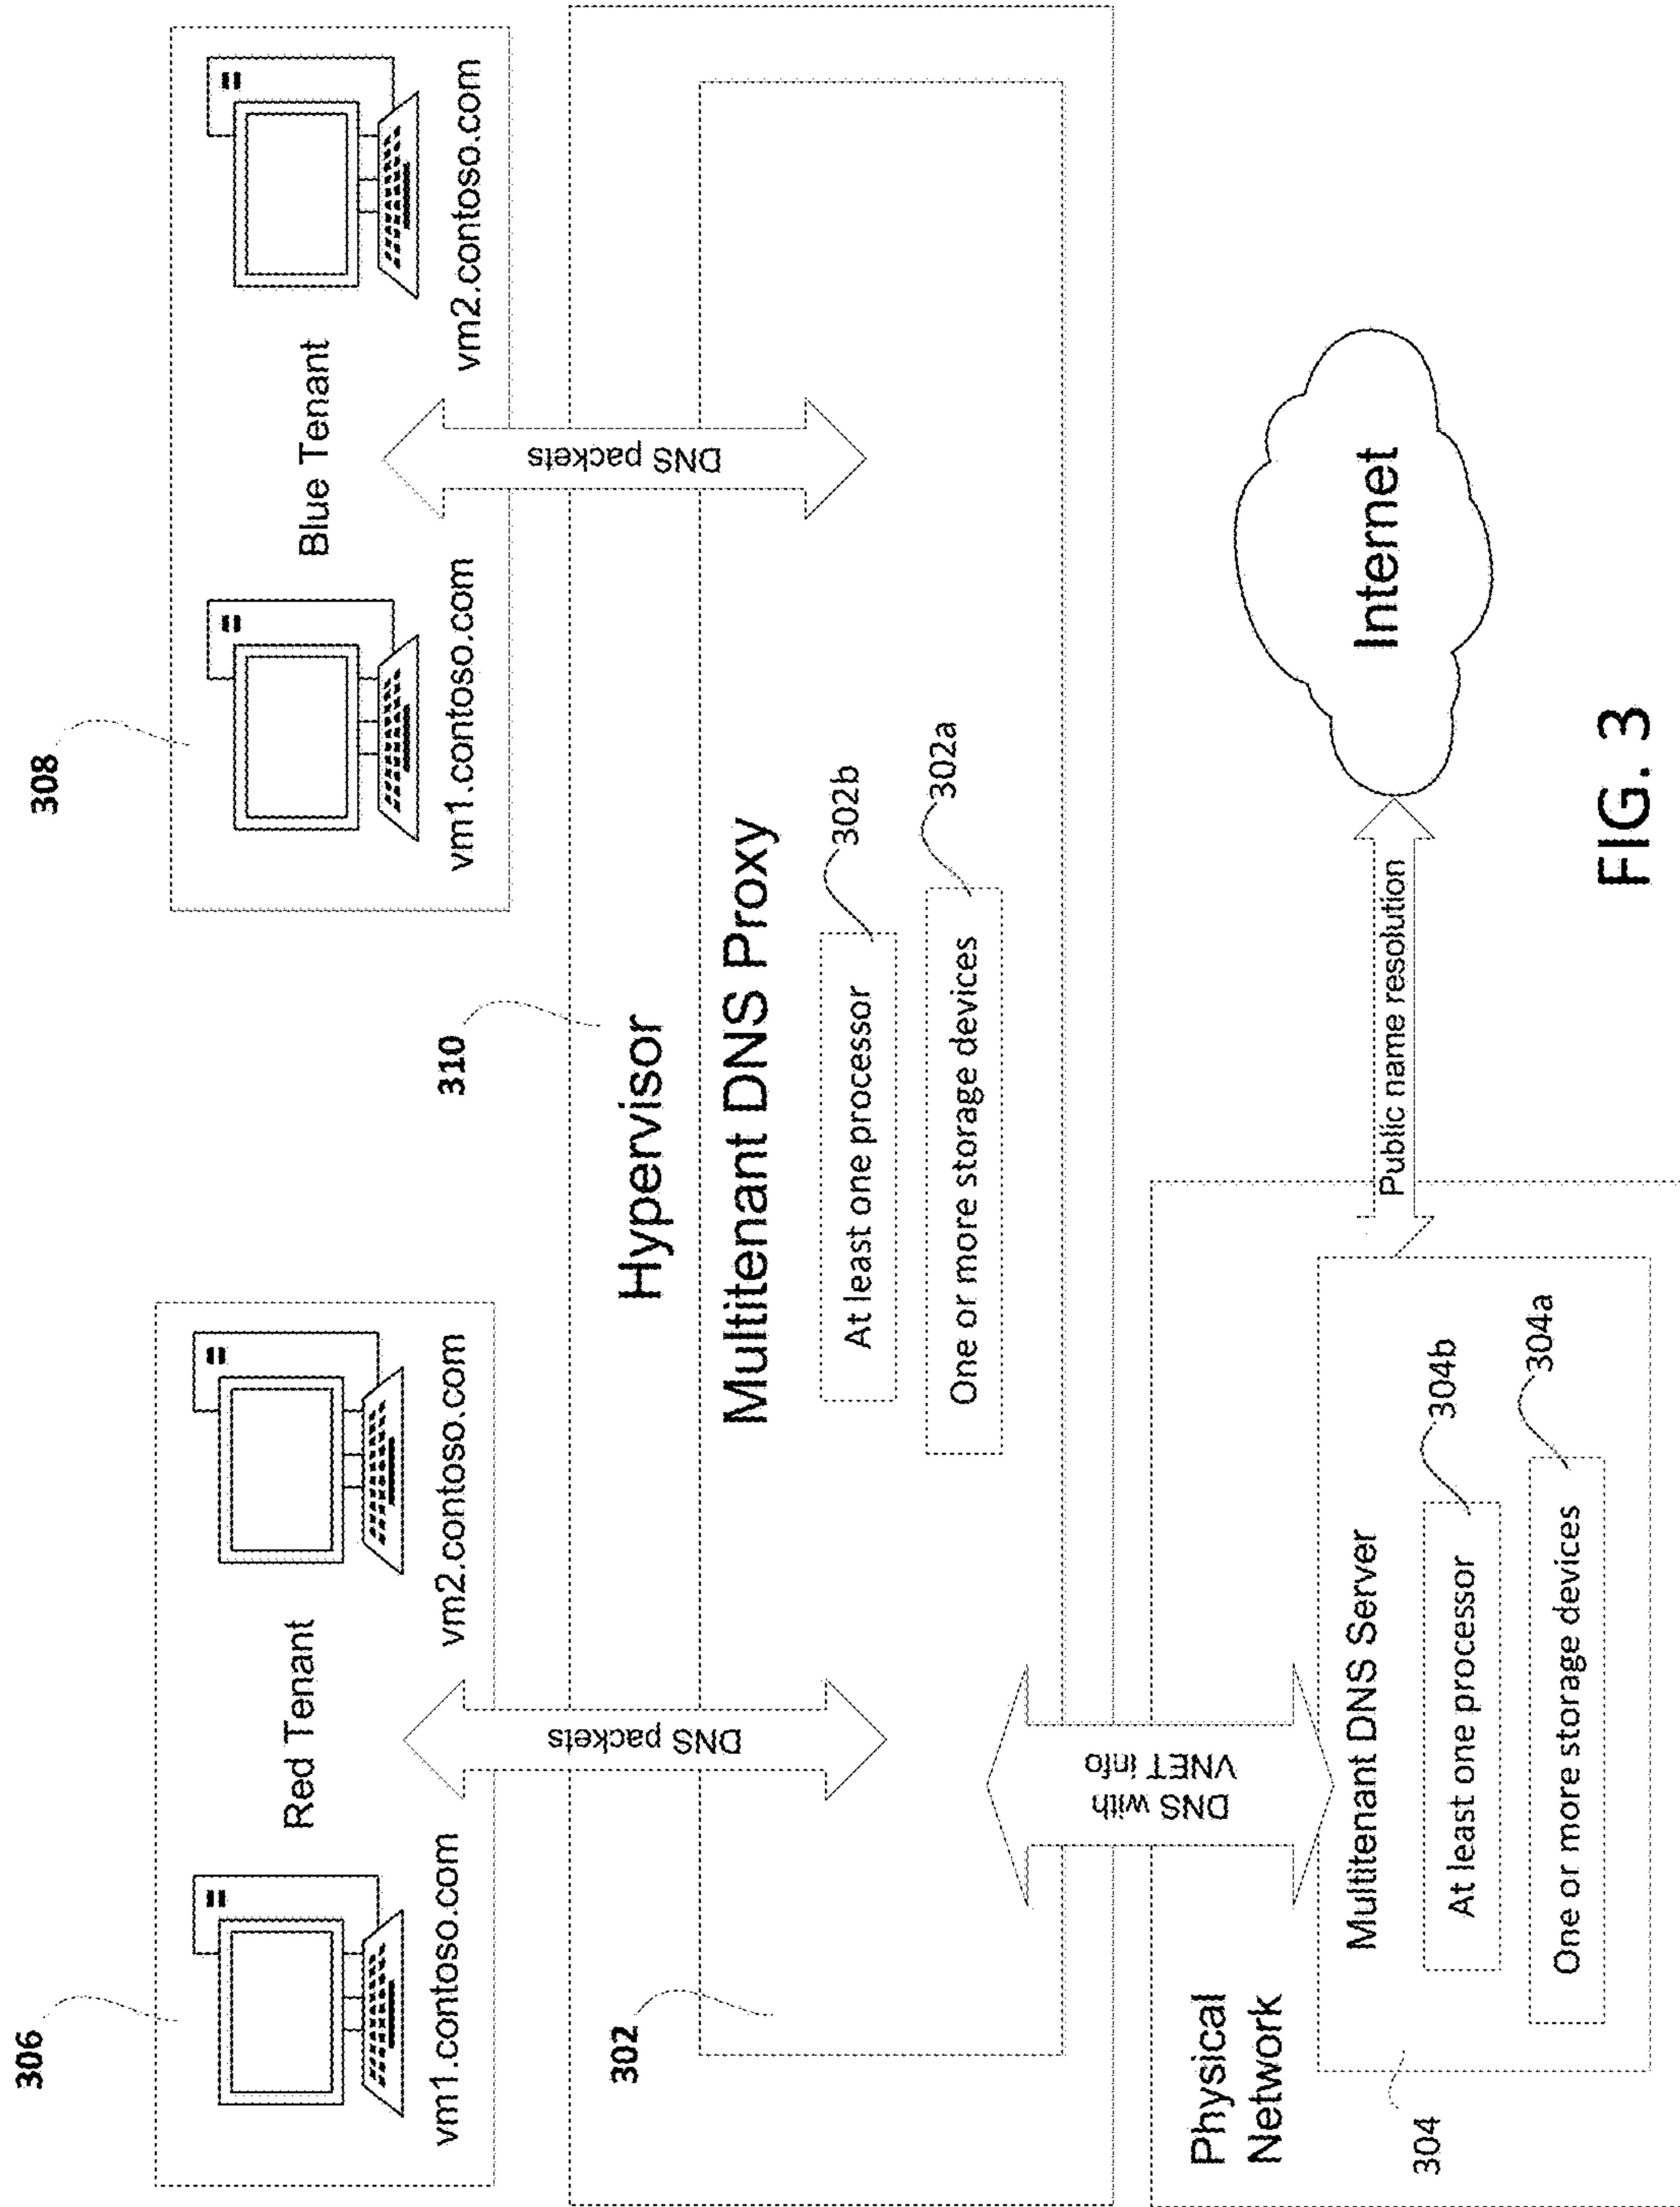 306
308
Red Tenant
Blue Tenant
vm1.contoso.com
vm2.contoso.com
vm1.contoso.com
vm2.contoso.com
310
DNS packets
DNS packets
Hypervisor
302
Multitenant DNS Proxy
At least one processor
302b
One or more storage devices
302a
DNS with
VNET info
Physical
Network
304
Multitenant DNS Server
At least one processor
304b
One or more storage devices
304a
Public name resolution
Internet
FIG. 3